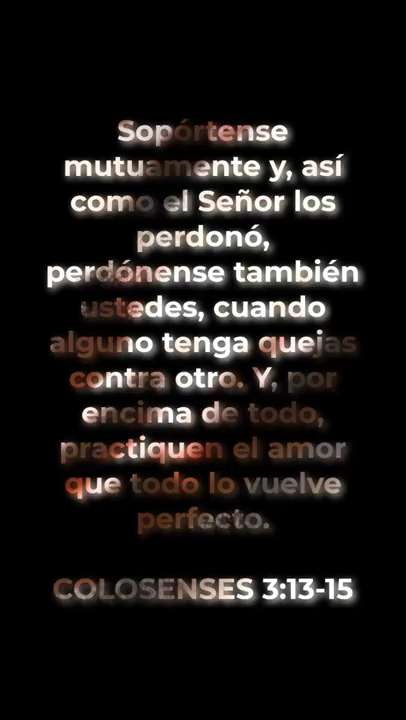 Sopórtense
mutuamente y, así
como el Señor los
perdonó,
perdónense también
ustedes, cuando
alguno tenga quejas
contra otro. Y, por
encima de todo,
practiquen el amor
que todo lo vuelve
perfecto.
COLOSENSES 3:13-15